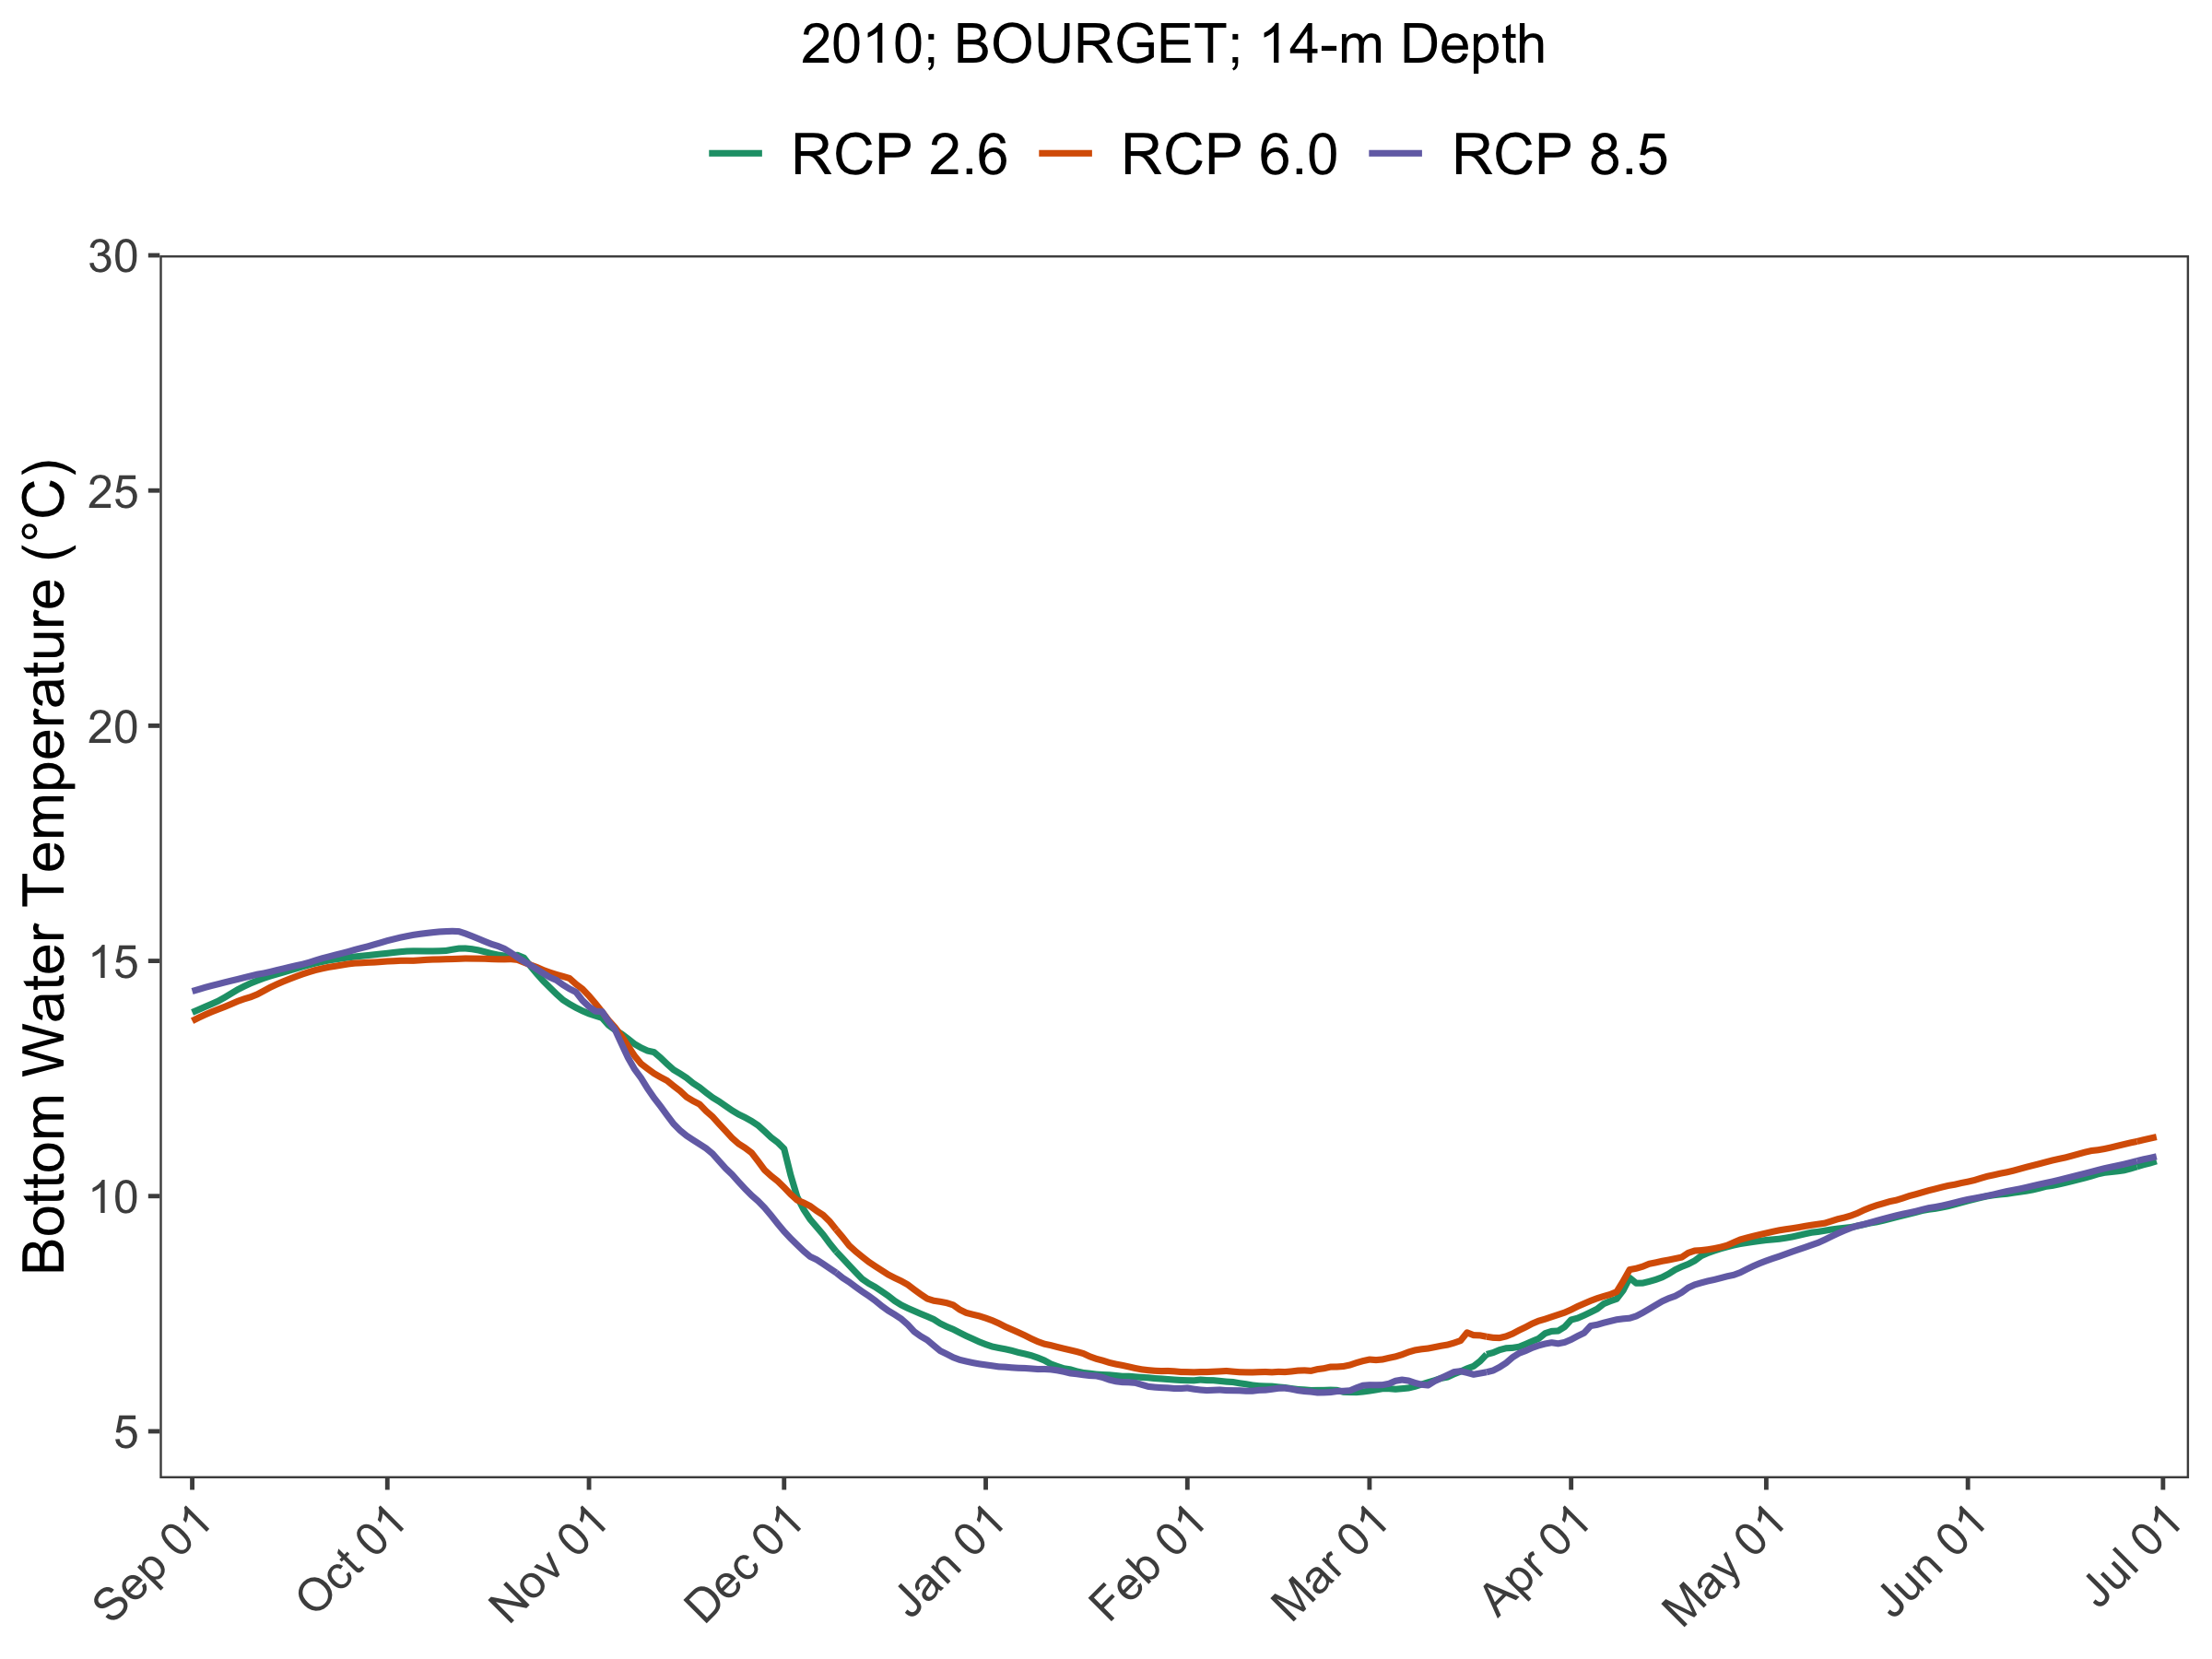 2010; BOURGET; 14-m Depth
RCP 2.6 RCP 6.0 RCP 8.5
Bottom Water Temperature (°C)
30
25
20
15
10
5
Sep 01
Oct 01
Nov 01
Dec 01
Jan 01
Feb 01
Mar 01
Apr 01
May 01
Jun 01
Jul 01